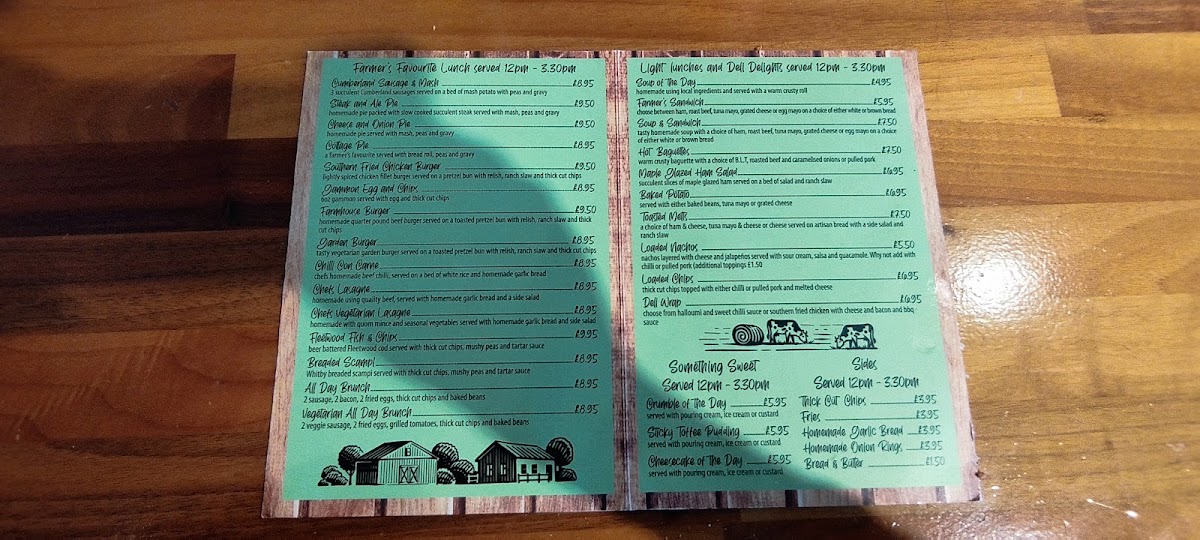 Farmer's Favourite Lunch served 12pm - 3.30pm
Cumberland Sausage & Mash £8.95
3 succulent Cumberland sausages served on a bed of mash potato with peas and gravy
Steak and Ale Pie £9.50
homemade pie packed with slow cooked succulent steak served with mash, peas and gravy
Cheese and Onion Pie £9.50
homemade pie served with mash, peas and gravy
Cottage Pie £8.95
a farmer's favourite served with bread roll, peas and gravy
Southern Fried Chicken Burger £9.50
lightly spiced chicken fillet burger served on a pretzel bun with relish, ranch slaw and thick cut chips
Gammon Egg and Chips £8.95
6oz gammon served with egg and thick cut chips
Farmhouse Burger £9.50
homemade quarter pound beef burger served on a toasted pretzel bun with relish, ranch slaw and thick
cut chips
Garden Burger £8.95
tasty vegetarian garden burger served on a toasted pretzel bun with relish, ranch slaw and thick cut chips
Chilli Con Carne £8.95
chefs homemade beef chilli, served on a bed of white rice and homemade garlic bread
Chefs Lasagne £8.95
homemade using quality beef, served with homemade garlic bread and a side salad
Chefs Vegetarian Lasagne £8.95
homemade with quorn mince and seasonal vegetables served with homemade garlic bread and side salad
Fleetwood Fish & Chips £9.95
beer battered Fleetwood cod served with thick cut chips, mushy peas and tartar sauce
Breaded Scampi £8.95
Whitby breaded scampi served with thick cut chips, mushy peas and tartar sauce
All Day Brunch £8.95
2 sausage, 2 bacon, 2 fried eggs, thick cut chips and baked beans
Vegetarian All Day Brunch £8.95
2 veggie sausage, 2 fried eggs, grilled tomatoes, thick cut chips and baked beans
Light lunches and Deli Delights served 12pm - 3.30pm
Soup of the Day £4.95
homemade using local ingredients and served with a warm crusty roll
Farmer's Sandwich £5.95
choose between ham, roast beef, tuna mayo, grated cheese or egg mayo on a choice of either white or brown bread
Soup & Sandwich £7.50
tasty homemade soup with a choice of ham, roast beef, tuna mayo, grated cheese or egg mayo on a choice
of either white or brown bread
Hot Baguettes £7.50
warm crusty baguette with a choice of B.L.T, roasted beef and caramelised onions or pulled pork
Maple Glazed Ham Salad £6.95
succulent slices of maple glazed ham served on a bed of salad and ranch slaw
Baked Potato £6.95
served with either baked beans, tuna mayo or grated cheese
Toasted Melts £7.50
a choice of ham & cheese, tuna mayo & cheese or cheese served on artisan bread with a side salad and
ranch slaw
Loaded Nachos £5.50
nachos layered with cheese and jalapeños served with sour cream, salsa and guacamole. Why not add with
chilli or pulled pork (additional toppings £1.50
Loaded Chips £6.95
thick cut chips topped with either chilli or pulled pork and melted cheese
Deli Wrap £6.95
choose from halloumi and sweet chilli sauce or southern fried chicken with cheese and bacon and bbq
sauce
Something Sweet
Served 12pm - 3.30pm
Crumble of the Day £5.95
served with pouring cream, ice cream or custard
Sticky Toffee Pudding £5.95
served with pouring cream, ice cream or custard
Cheesecake of the Day £5.95
served with pouring cream, ice cream or custard
Sides
Served 12pm - 3.30pm
Thick Cut Chips £3.95
Fries £3.95
Homemade Garlic Bread £3.95
Homemade Onion Rings £3.95
Bread & Butter £1.50